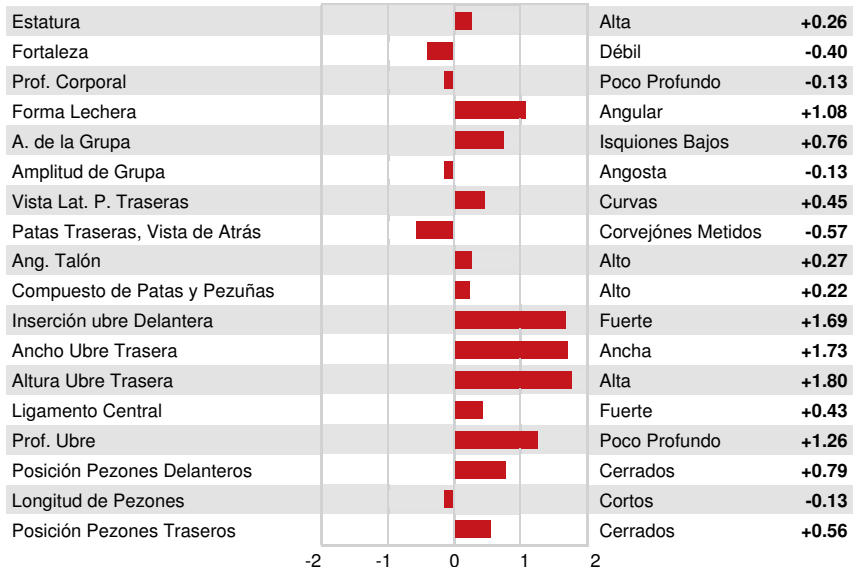 Estatura Alta +0.26
Fortaleza Débil -0.40
Prof. Corporal Poco Profundo -0.13
Forma Lechera Angular +1.08
A. de la Grupa Isquiones Bajos +0.76
Amplitud de Grupa Angosta -0.13
Vista Lat. P. Traseras Curvas +0.45
Patas Traseras, Vista de Atrás Corvejónes Metidos -0.57
Ang. Talón Alto +0.27
Compuesto de Patas y Pezuñas Alto +0.22
Inserción ubre Delantera Fuerte +1.69
Ancho Ubre Trasera Ancha +1.73
Altura Ubre Trasera Alta +1.80
Ligamento Central Fuerte +0.43
Prof. Ubre Poco Profundo +1.26
Posición Pezones Delanteros Cerrados +0.79
Longitud de Pezones Cortos -0.13
Posición Pezones Traseros Cerrados +0.56
-2 -1 0 1 2